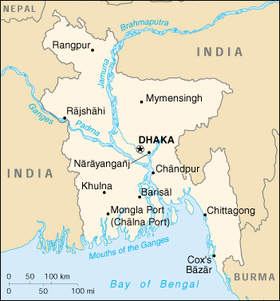 NEPAL
Brahmaputra
Rangpur
INDIA
Jamuna
Ganges
Mymensingh
Rājshāhi
Padma
DHAKA
Nārāyanganj
INDIA
Chāndpur
Khulna
Barisāl
Mongla Port
(Chālna Port)
Chittagong
Mouths of the Ganges
Cox's
Bāzār
0 50 100 km
0 50 100 mi
Bay of Bengal
BURMA